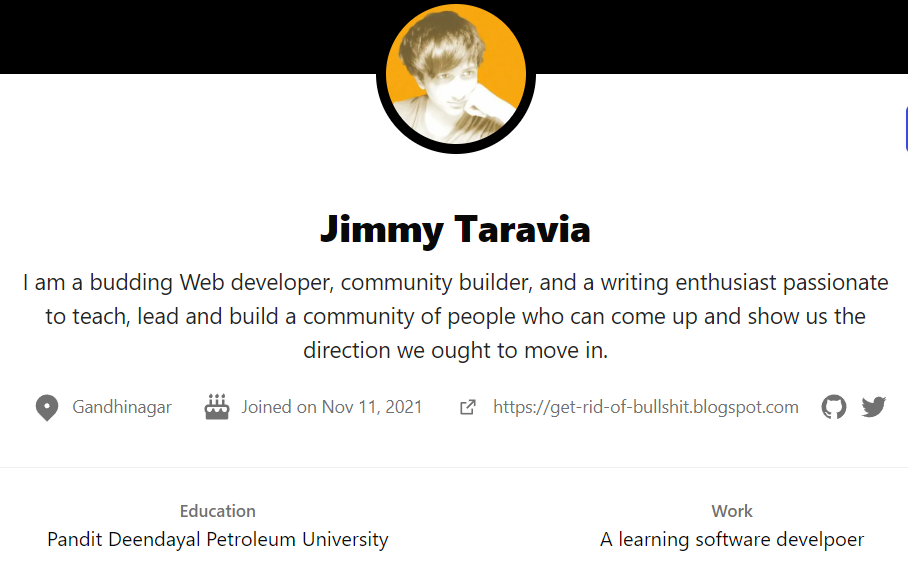 Jimmy Taravia
I am a budding Web developer, community builder, and a writing enthusiast passionate
to teach, lead and build a community of people who can come up and show us the
direction we ought to move in.
Gandhinagar Joined on Nov 11, 2021 https://get-rid-of-bullshit.blogspot.com
Education Work
Pandit Deendayal Petroleum University A learning software develpoer